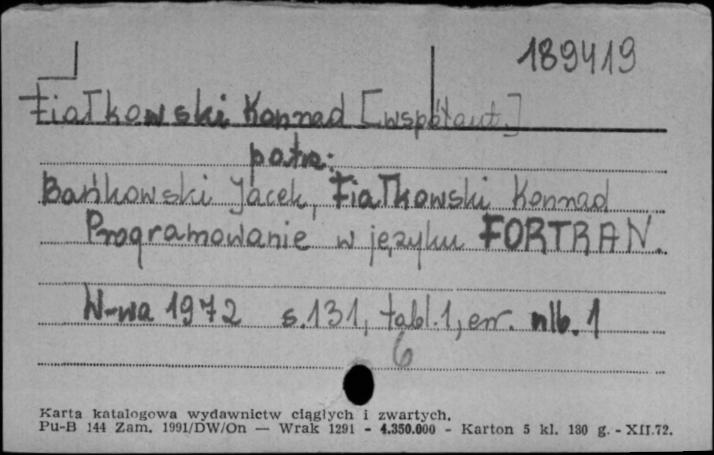 189419
Fiałkowski Konrad [współaut.]
patrz:
Bańkowski Jacek, Fiałkowski Konrad
Programowanie w języku FORTRAN.
W-wa 1972 s. 131, tabl. 1, err. nlb. 1
6
Karta katalogowa wydawnictw ciągłych i zwartych.
Pu-B 144 Zam. 1991/DW/On — Wrak 1291 - 4.350.000 - Karton 5 kl. 180 g. - XII.72.